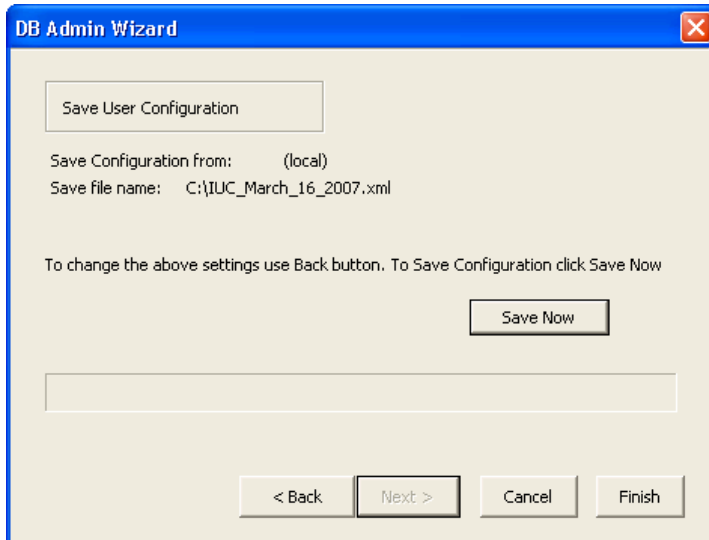 DB Admin Wizard
Save User Configuration
Save Configuration from: (local)
Save file name: C:\IUC_March_16_2007.xml
To change the above settings use Back button. To Save Configuration click Save Now
Save Now
< Back Next > Cancel Finish